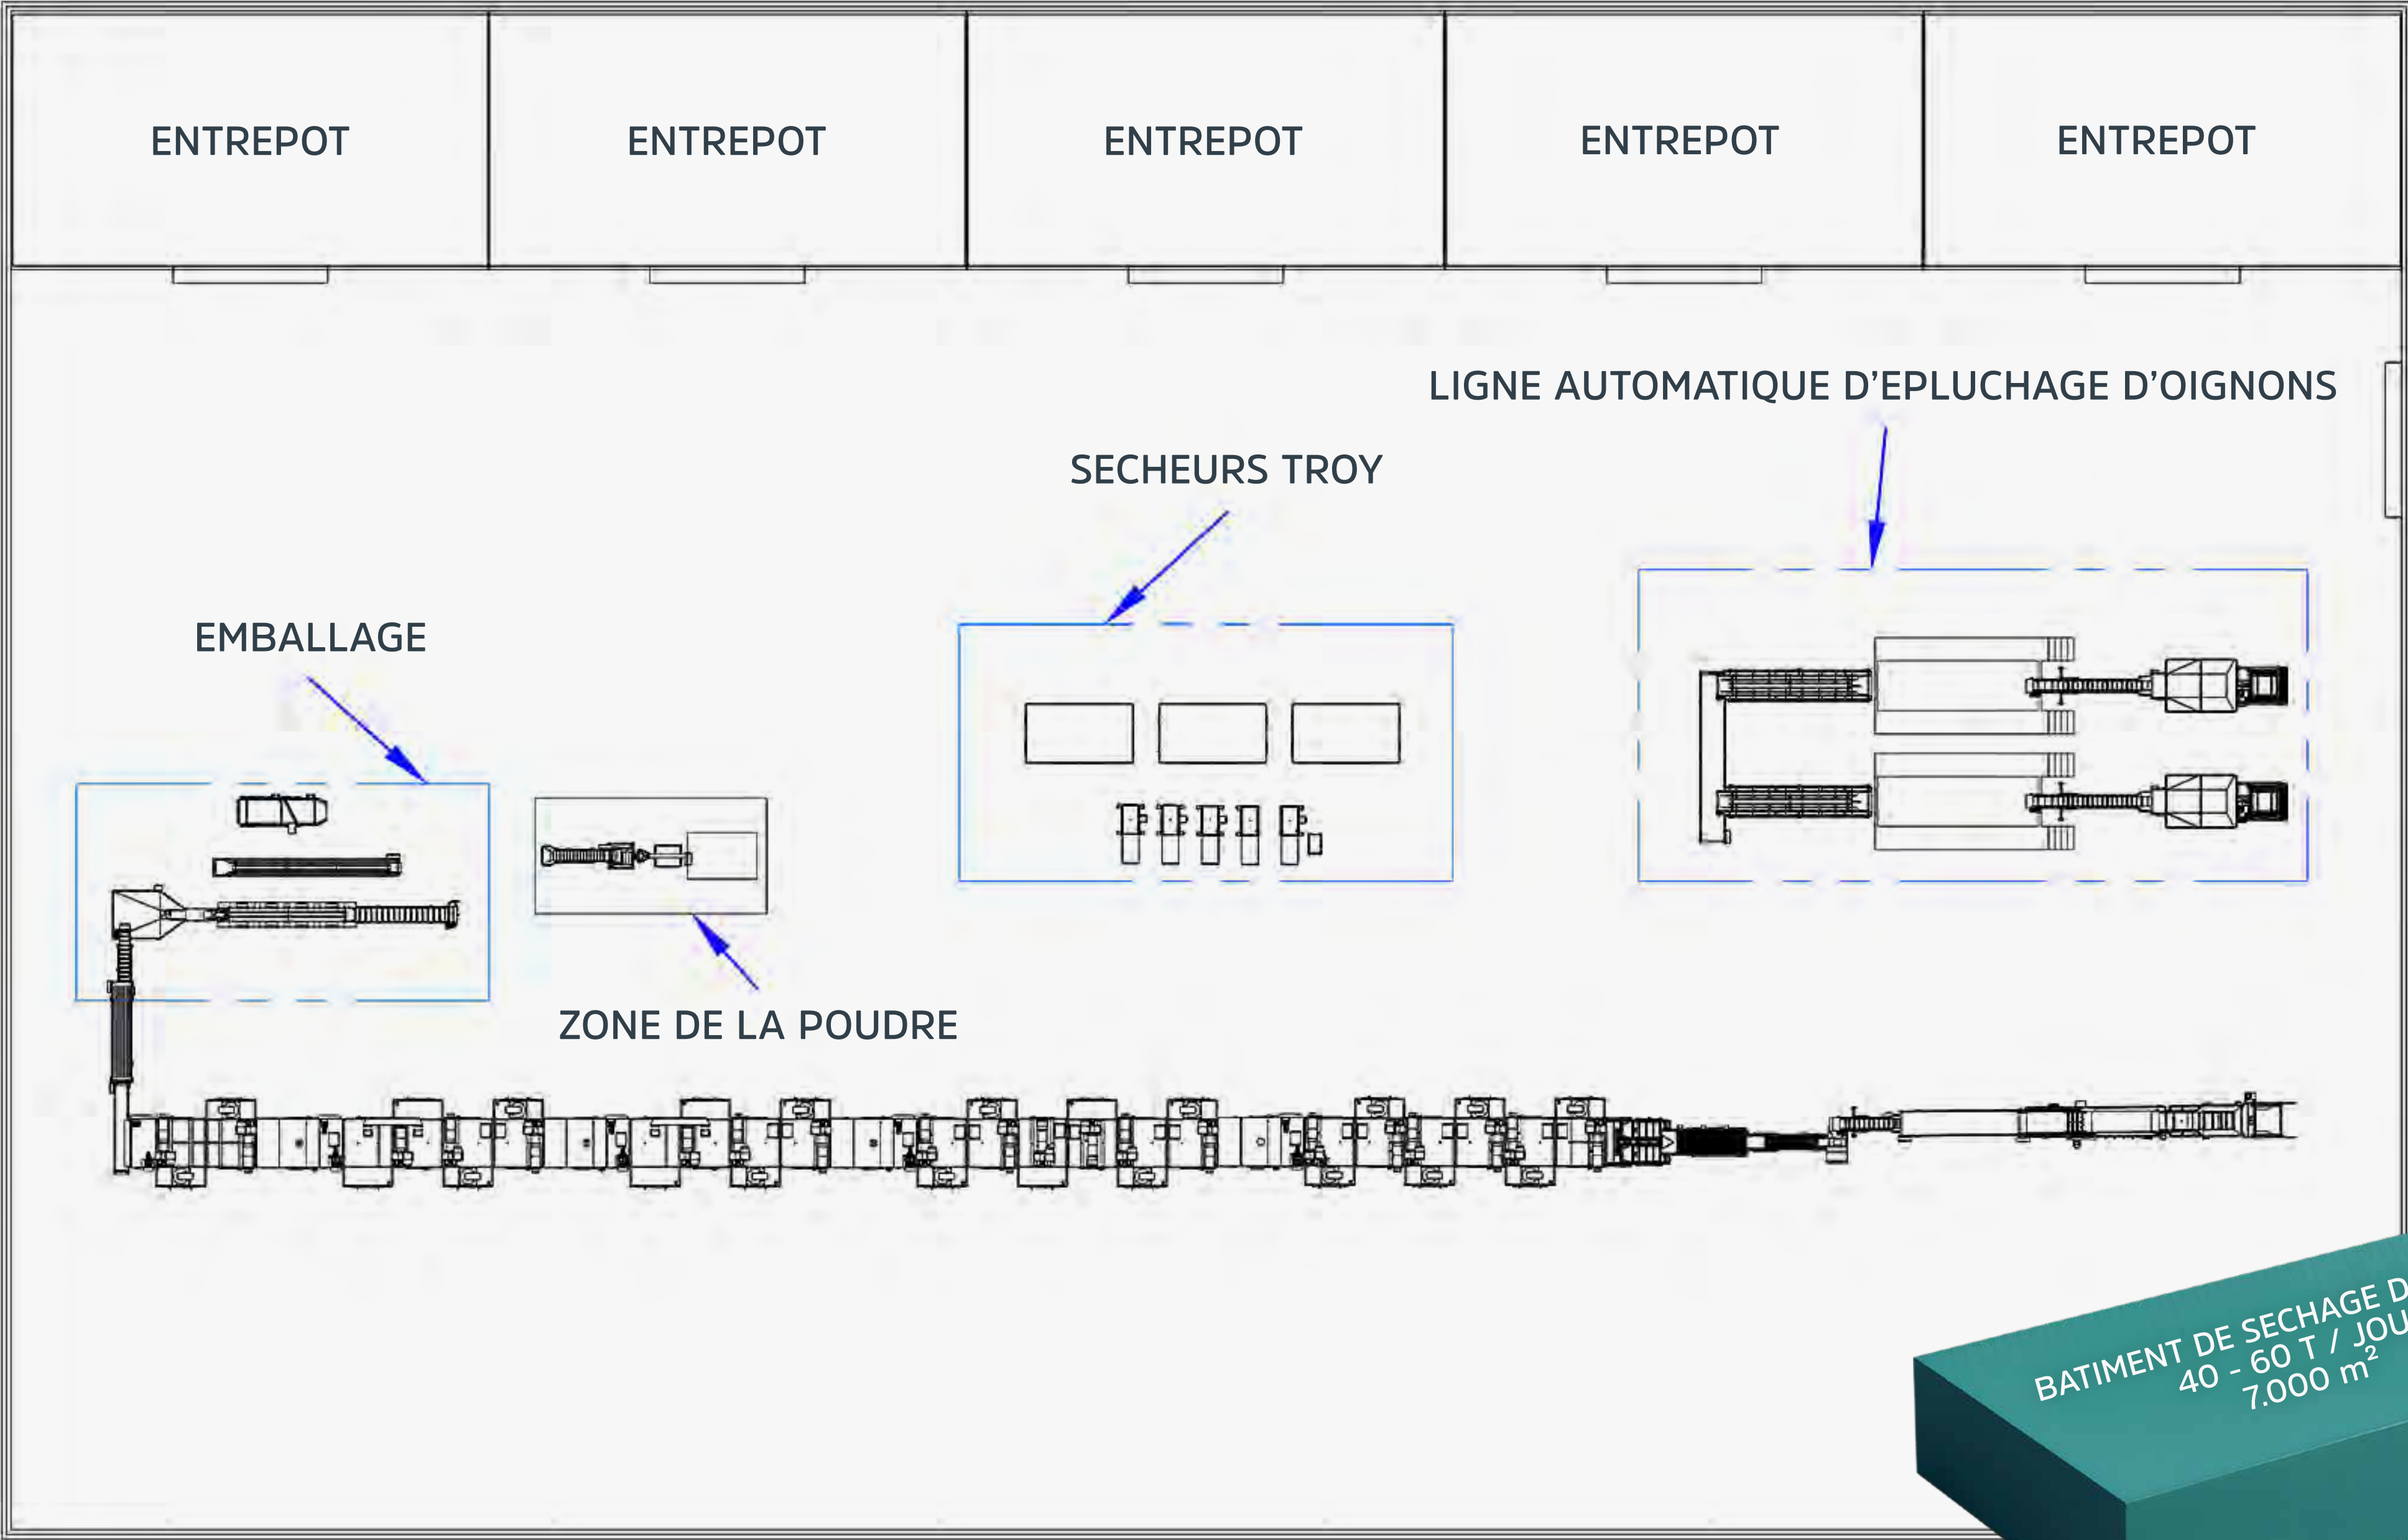 ENTREPOT
ENTREPOT
ENTREPOT
ENTREPOT
ENTREPOT
LIGNE AUTOMATIQUE D’EPLUCHAGE D’OIGNONS
SECHEURS TROY
EMBALLAGE
ZONE DE LA POUDRE
BATIMENT DE SECHAGE
40 - 60 T /
7.000 m²